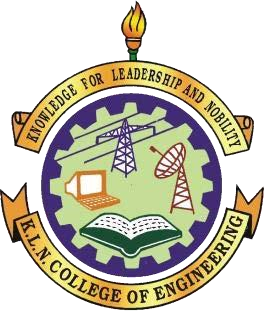 KNOWLEDGE FOR LEADERSHIP AND NOBILITY
K.L.N. COLLEGE OF ENGINEERING